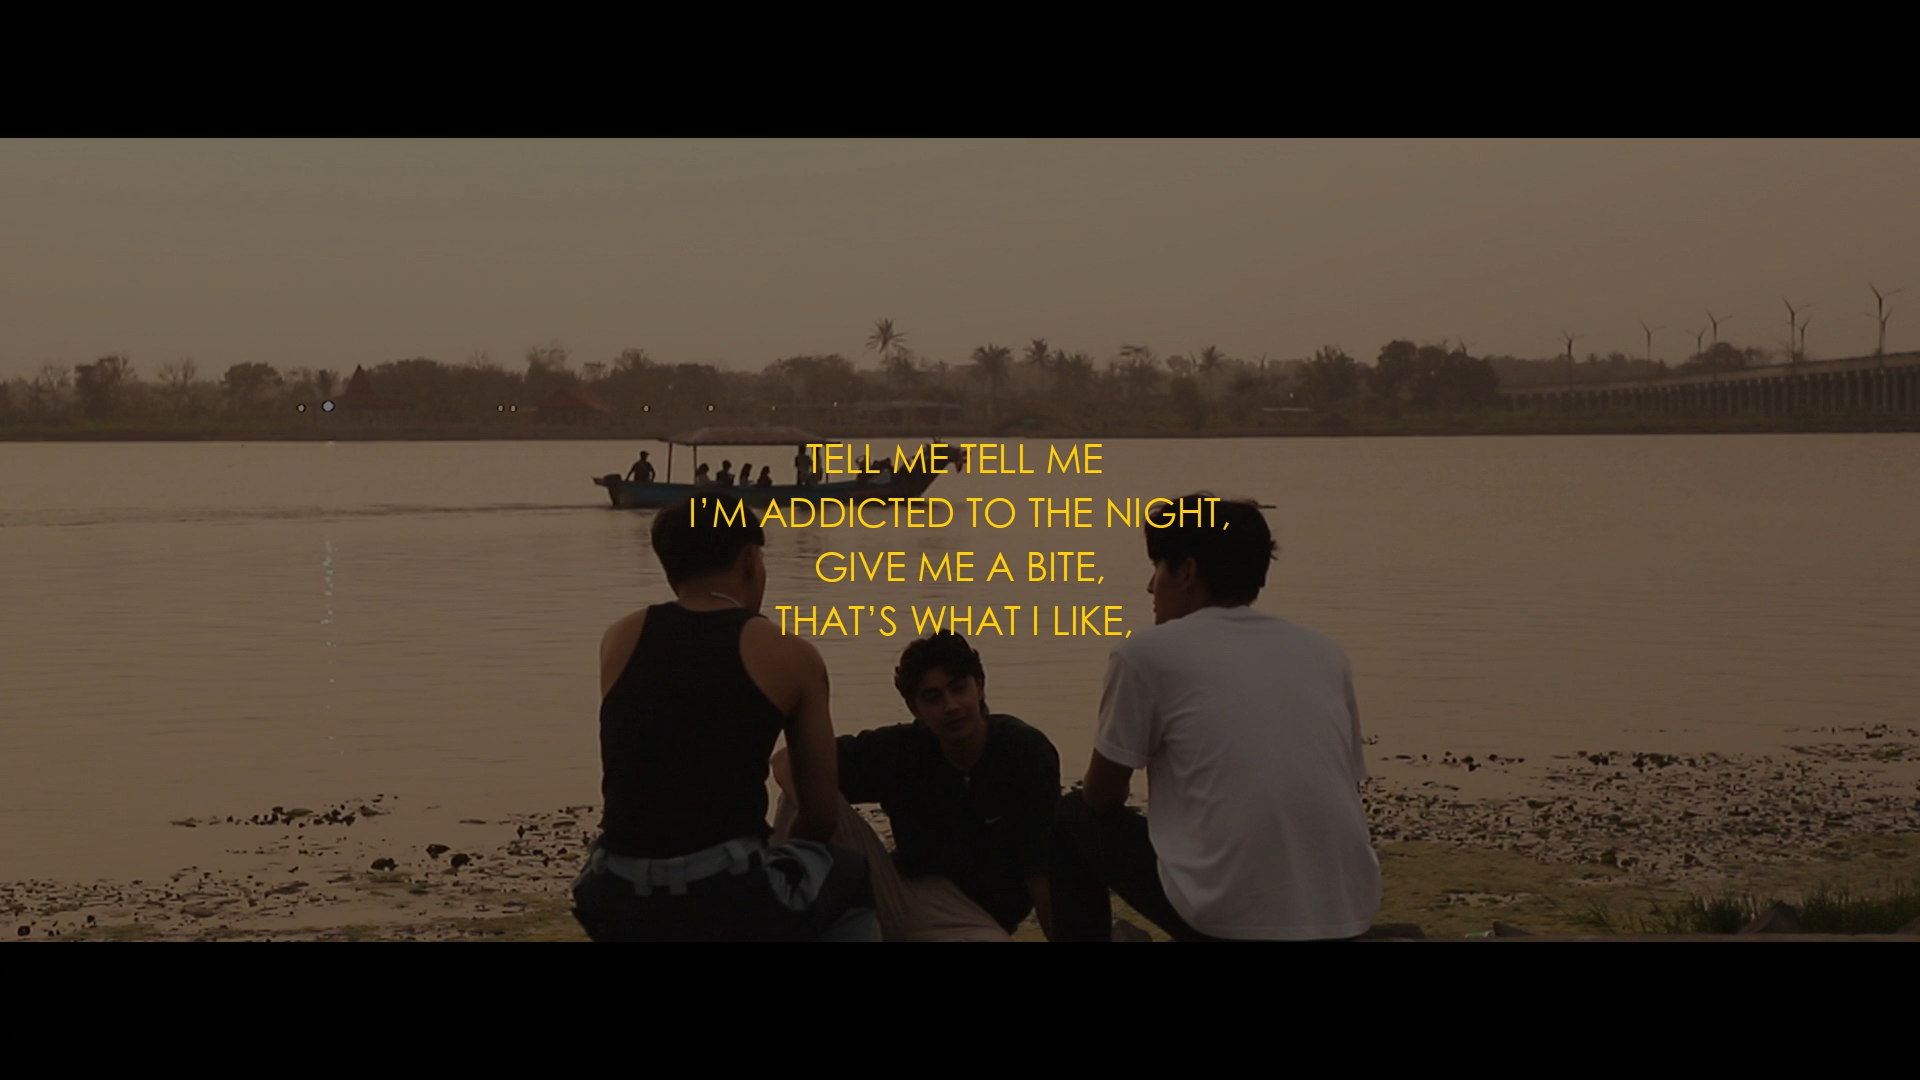 TELL ME TELL ME
I’M ADDICTED TO THE NIGHT,
GIVE ME A BITE,
THAT’S WHAT I LIKE,